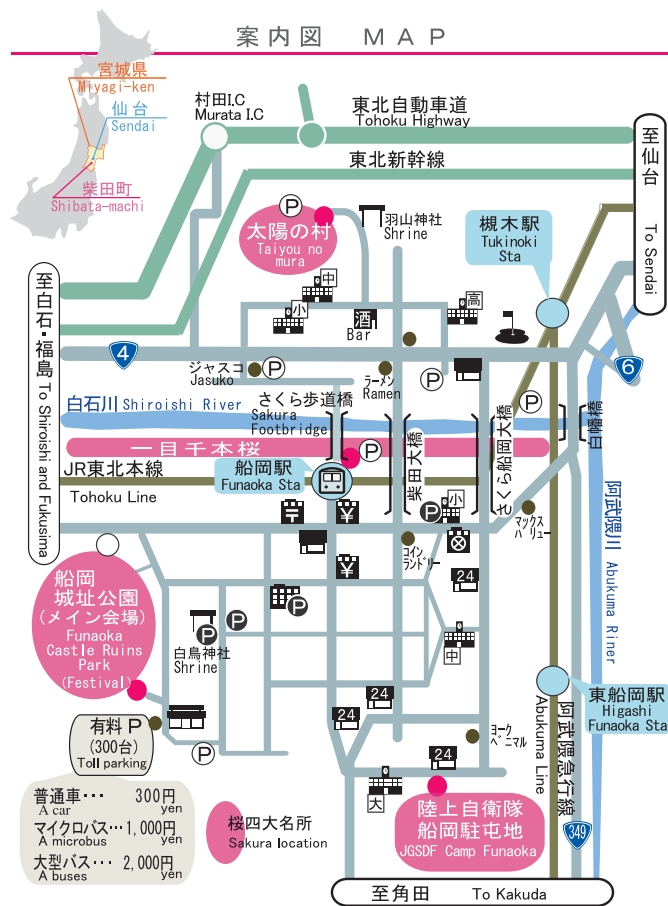 案内図 MAP
宮城県
Miyagi-ken
仙台
Sendai
柴田町
Shibata-machi
村田I.C
Murata I.C
東北自動車道
Tohoku Highway
東北新幹線
至仙台 To Sendai
P
太陽の村
Taiyou no
mura
羽山神社
Shrine
槻木駅
Tukinoki
Sta
中
小
酒
Bar
高
至白石・福島 To Shiroishi and Fukusima
4
6
ジャスコ
Jasuko
P
ラーメン
Ramen
P
白石川 Shiroishi River
さくら歩道橋
Sakura
Footbridge
P
白幡橋
一目千本桜
P
柴田大橋
さくら船岡大橋
JR東北本線
Tohoku Line
船岡駅
Funaoka Sta
〒
¥
P
小
マックス
バリュー
阿武隈川 Abukuma Riner
¥
コイン
ランドリー
24
船岡
城址公園
(メイン会場)
Funaoka
Castle Ruins
Park
(Festival)
P
P
P
白鳥神社
Shrine
中
東船岡駅
Higashi
Funaoka Sta
24
24
ヨーク
ベニマル
24
阿武隈急行線
Abukuma Line
有料 P
(300台)
Toll parking
P
大
普通車・・・ 300円
A car yen
マイクロバス・・・1,000円
A microbus yen
大型バス・・・ 2,000円
A buses yen
桜四大名所
Sakura location
陸上自衛隊
船岡駐屯地
JGSDF Camp Funaoka
349
至角田 To Kakuda